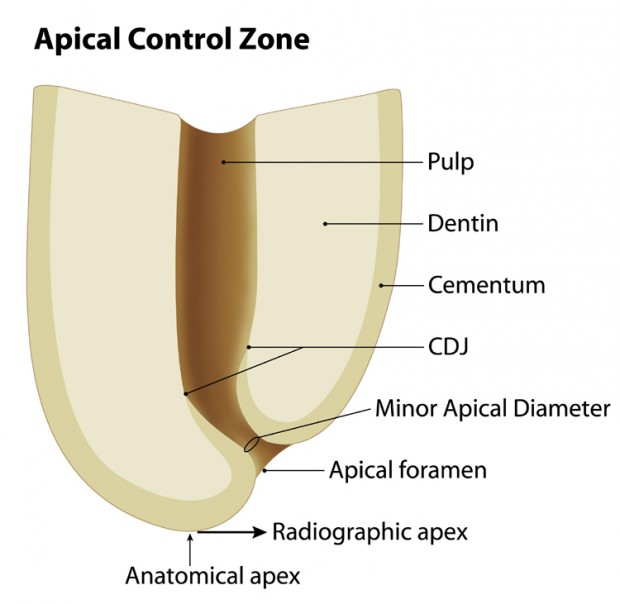 Apical Control Zone
Pulp
Dentin
Cementum
CDJ
Minor Apical Diameter
Apical foramen
Radiographic apex
Anatomical apex